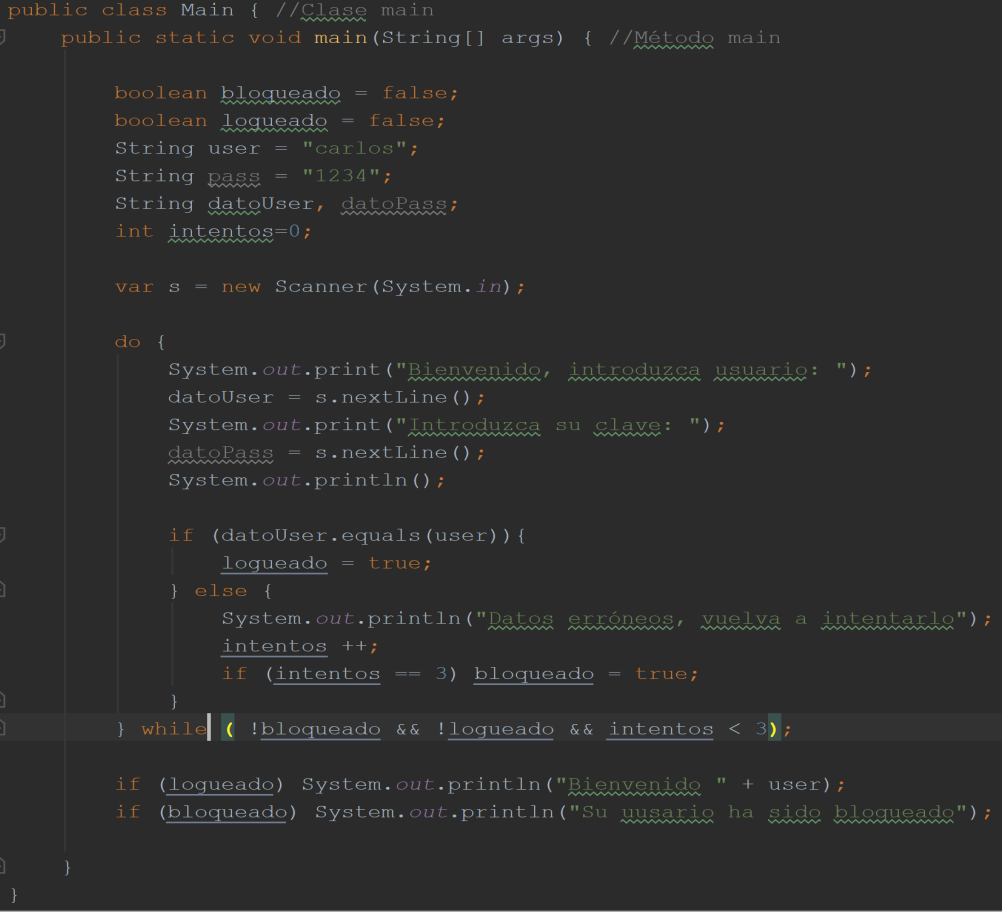 public class Main { //Clase main
public static void main(String[] args) { //Método main
boolean bloqueado = false;
boolean logueado = false;
String user = "carlos";
String pass = "1234";
String datoUser, datoPass;
int intentos=0;
var s = new Scanner(System.in);
do {
System.out.print("Bienvenido, introduzca usuario: ");
datoUser = s.nextLine();
System.out.print("Introduzca su clave: ");
datoPass = s.nextLine();
System.out.println();
if (datoUser.equals(user)){
logueado = true;
} else {
System.out.println("Datos erróneos, vuelva a intentarlo");
intentos ++;
if (intentos == 3) bloqueado = true;
}
} while ( !bloqueado && !logueado && intentos < 3);
if (logueado) System.out.println("Bienvenido " + user);
if (bloqueado) System.out.println("Su uusario ha sido bloqueado");
}
}